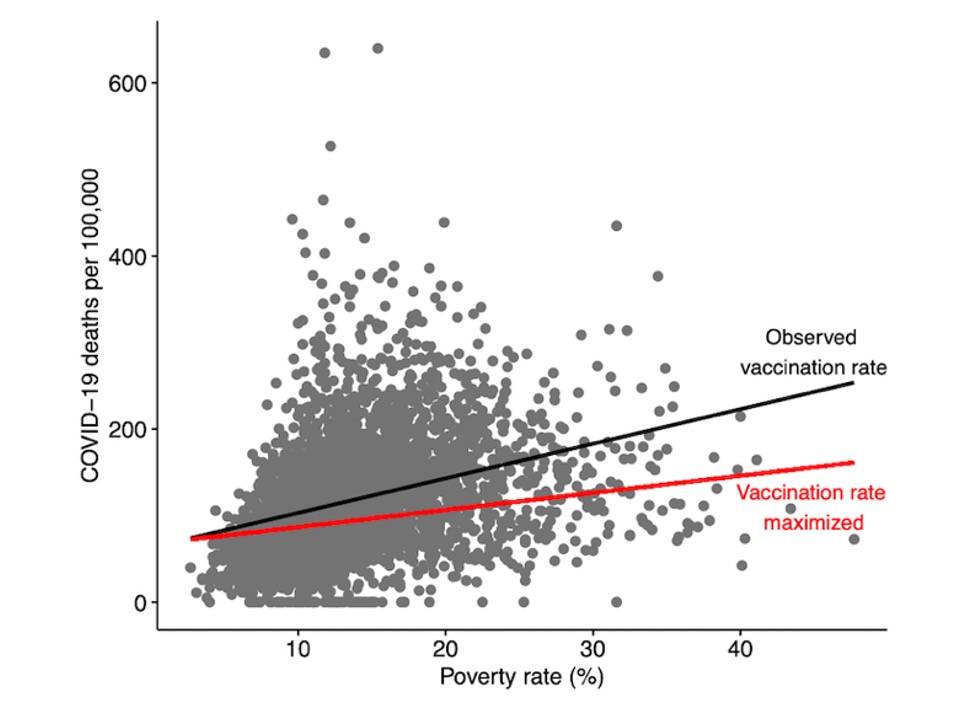 600
400
200
0
COVID−19 deaths per 100,000
Observed
vaccination rate
Vaccination rate
maximized
10 20 30 40
Poverty rate (%)